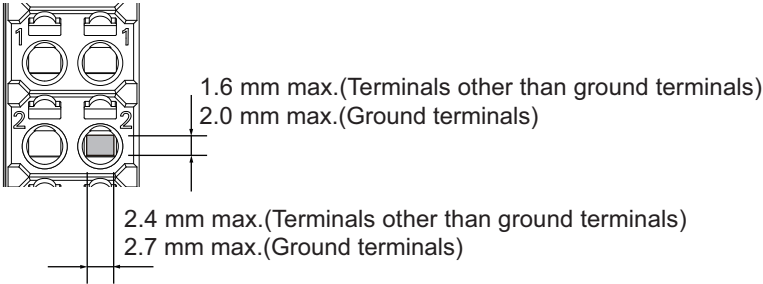 1 1
1.6 mm max.(Terminals other than ground terminals)
2.0 mm max.(Ground terminals)
2 2
2.4 mm max.(Terminals other than ground terminals)
2.7 mm max.(Ground terminals)